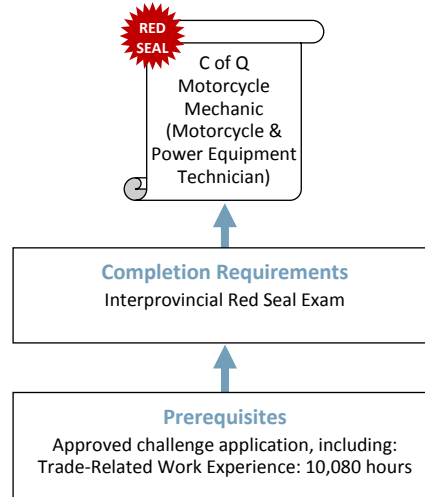 RED
SEAL
C of Q
Motorcycle
Mechanic
(Motorcycle &
Power Equipment
Technician)
Completion Requirements
Interprovincial Red Seal Exam
Prerequisites
Approved challenge application, including:
Trade-Related Work Experience: 10,080 hours